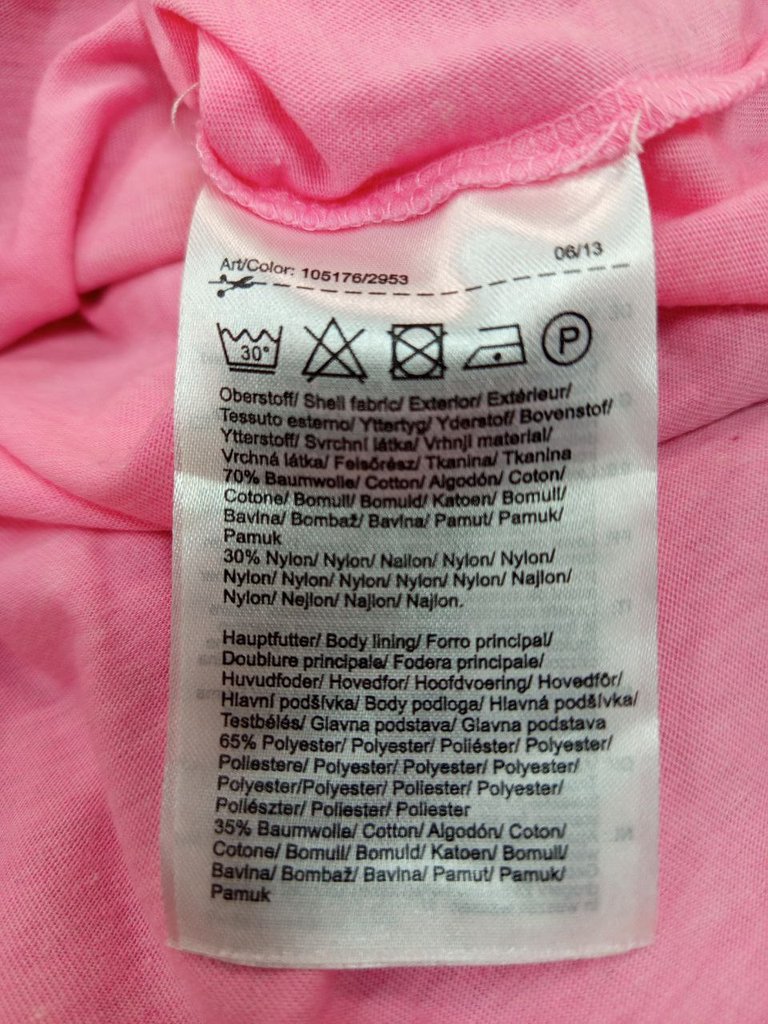 Art/Color: 105176/2953 06/13
30°
P
Oberstoff/ Shell fabric/ Exterior/ Extérieur/
Tessuto esterno/ Yttertyg/ Yderstof/ Bovenstof/
Ytterstoff/ Svrchní látka/ Vrhnji material/
Vrchná látka/ Felsőrész/ Tkanina/ Tkanina
70% Baumwolle/ Cotton/ Algodón/ Coton/
Cotone/ Bomull/ Bomuld/ Katoen/ Bomull/
Bavlna/ Bombaž/ Bavlna/ Pamut/ Pamuk/
Pamuk
30% Nylon/ Nylon/ Nailon/ Nylon/ Nylon/
Nylon/ Nylon/ Nylon/ Nylon/ Nylon/ Najlon/
Nylon/ Nejlon/ Najlon/ Najlon.
Hauptfutter/ Body lining/ Forro principal/
Doublure principale/ Fodera principale/
Huvudfoder/ Hovedfor/ Hoofdvoering/ Hovedfôr/
Hlavní podšívka/ Body podloga/ Hlavná podšívka/
Testbélés/ Glavna podstava/ Glavna podstava
65% Polyester/ Polyester/ Poliéster/ Polyester/
Poliestere/ Polyester/ Polyester/ Polyester/
Polyester/Polyester/ Poliester/ Polyester/
Poliészter/ Poliester/ Poliester
35% Baumwolle/ Cotton/ Algodón/ Coton/
Cotone/ Bomull/ Bomuld/ Katoen/ Bomull/
Bavlna/ Bombaž/ Bavlna/ Pamut/ Pamuk/
Pamuk